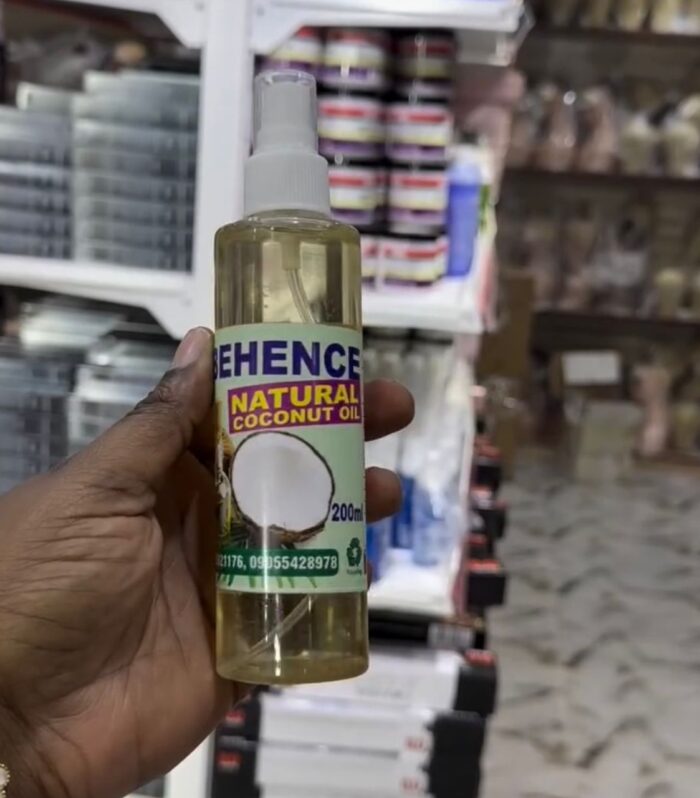 BEHENCE
NATURAL
COCONUT OIL
200ml
21176, 09055428978